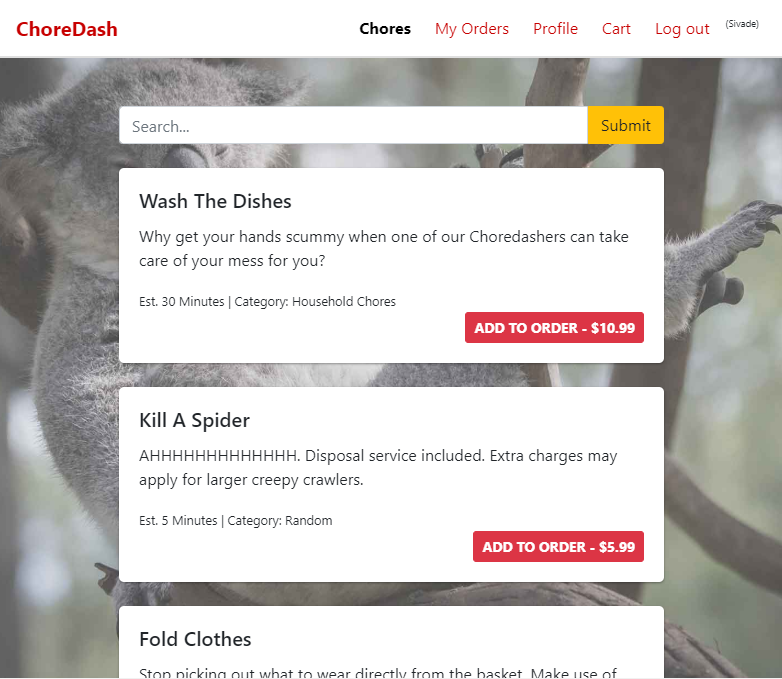 ChoreDash
Chores
My Orders
Profile
Cart
Log out
(Sivade)
Search...
Submit
Wash The Dishes
Why get your hands scummy when one of our Choredashers can take
care of your mess for you?
Est. 30 Minutes | Category: Household Chores
ADD TO ORDER - $10.99
Kill A Spider
AHHHHHHHHHHHHH. Disposal service included. Extra charges may
apply for larger creepy crawlers.
Est. 5 Minutes | Category: Random
ADD TO ORDER - $5.99
Fold Clothes
Stop picking out what to wear directly from the basket. Make use of